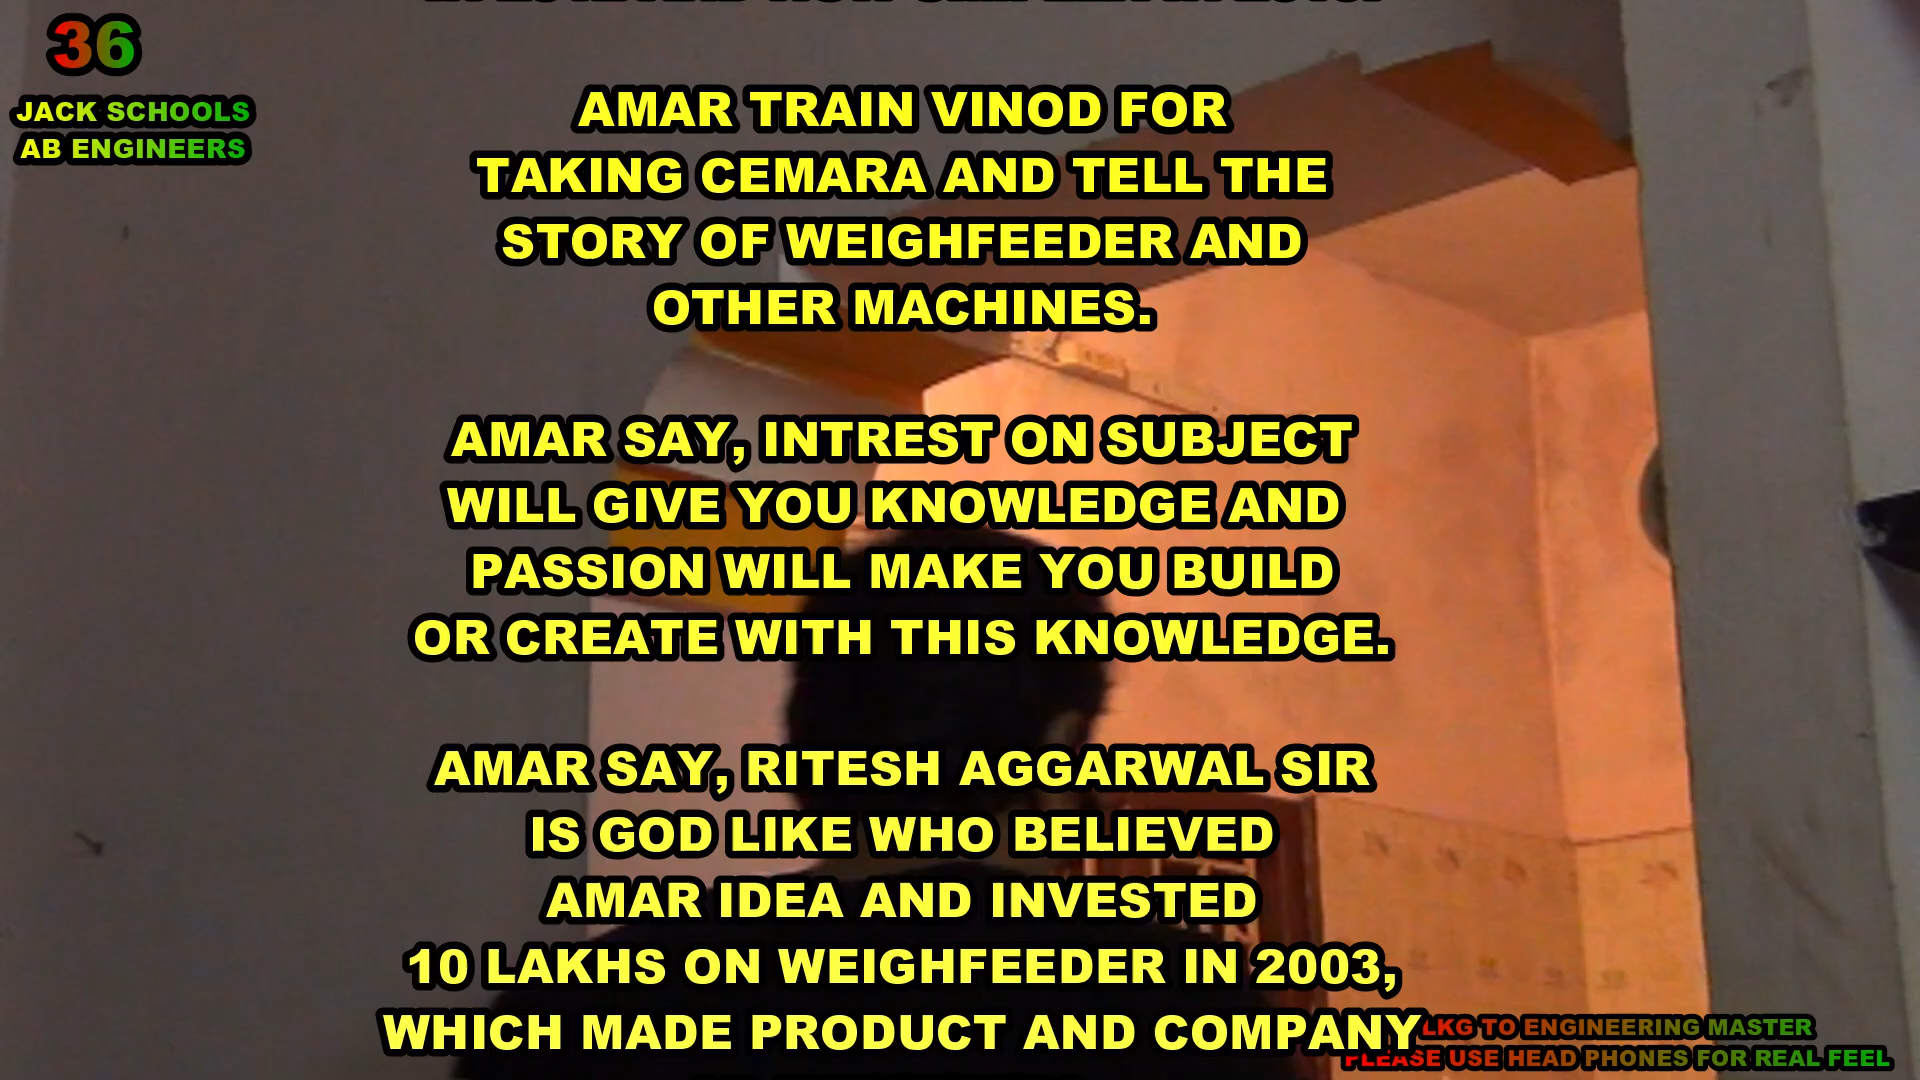 36
JACK SCHOOLS
AB ENGINEERS
AMAR TRAIN VINOD FOR
TAKING CEMARA AND TELL THE
STORY OF WEIGHFEEDER AND
OTHER MACHINES.
AMAR SAY, INTREST ON SUBJECT
WILL GIVE YOU KNOWLEDGE AND
PASSION WILL MAKE YOU BUILD
OR CREATE WITH THIS KNOWLEDGE.
AMAR SAY, RITESH AGGARWAL SIR
IS GOD LIKE WHO BELIEVED
AMAR IDEA AND INVESTED
10 LAKHS ON WEIGHFEEDER IN 2003,
WHICH MADE PRODUCT AND COMPANY
LKG TO ENGINEERING MASTER
PLEASE USE HEAD PHONES FOR REAL FEEL